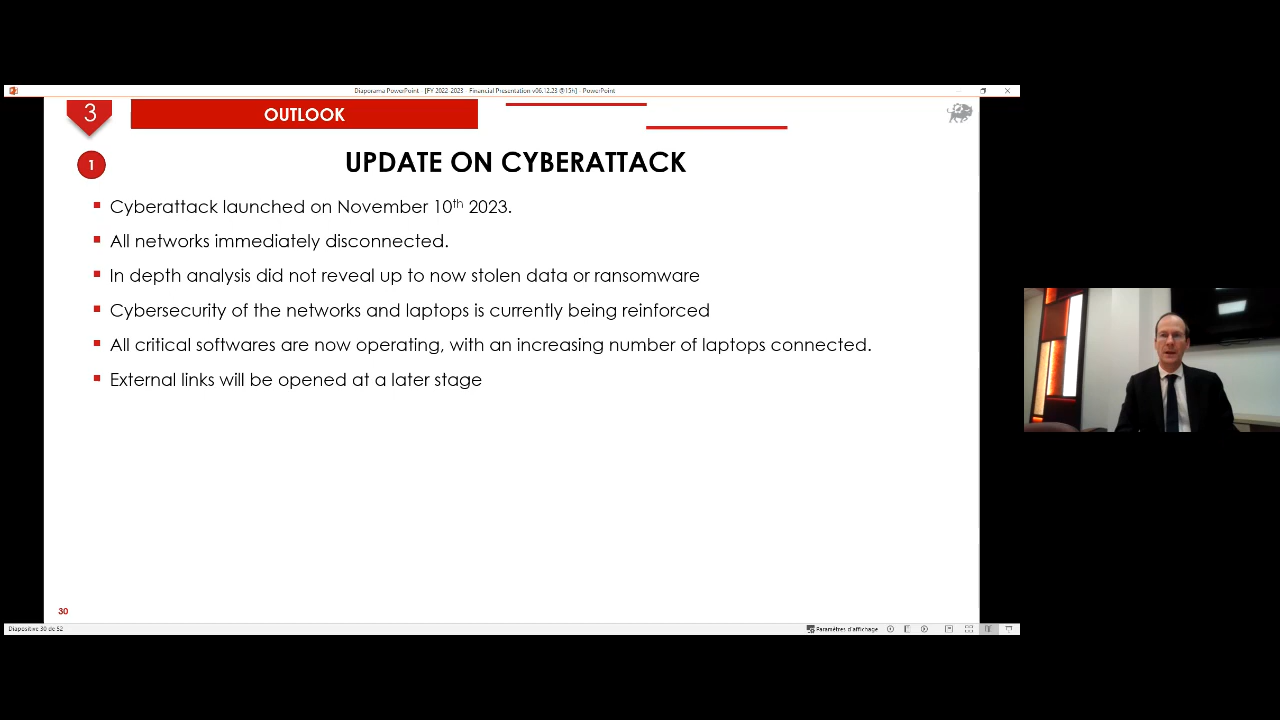 Diaporama PowerPoint - [FY 2022-2023 - Financial Presentation v06.12.23 @15h] - PowerPoint
3
OUTLOOK
1
UPDATE ON CYBERATTACK
Cyberattack launched on November 10th 2023.
All networks immediately disconnected.
In depth analysis did not reveal up to now stolen data or ransomware
Cybersecurity of the networks and laptops is currently being reinforced
All critical softwares are now operating, with an increasing number of laptops connected.
External links will be opened at a later stage
30
Diapositive 30 de 52
Paramètres d'affichage